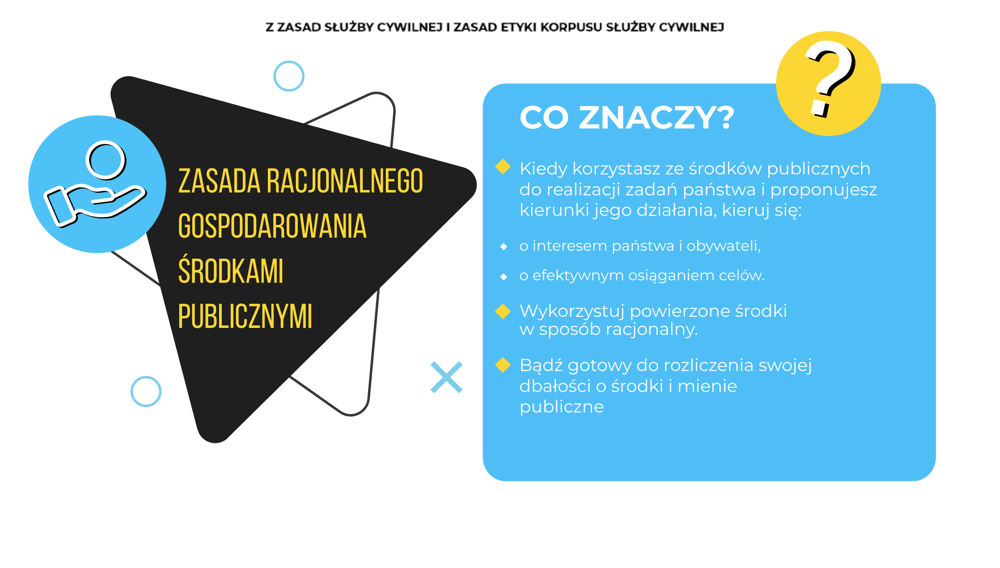 Z ZASAD SŁUŻBY CYWILNEJ I ZASAD ETYKI KORPUSU SŁUŻBY CYWILNEJ
ZASADA RACJONALNEGO
GOSPODAROWANIA
ŚRODKAMI
PUBLICZNYMI
?
CO ZNACZY?
Kiedy korzystasz ze środków publicznych
do realizacji zadań państwa i proponujesz
kierunki jego działania, kieruj się:
o interesem państwa i obywateli,
o efektywnym osiąganiem celów.
Wykorzystuj powierzone środki
w sposób racjonalny.
Bądź gotowy do rozliczenia swojej
dbałości o środki i mienie
publiczne